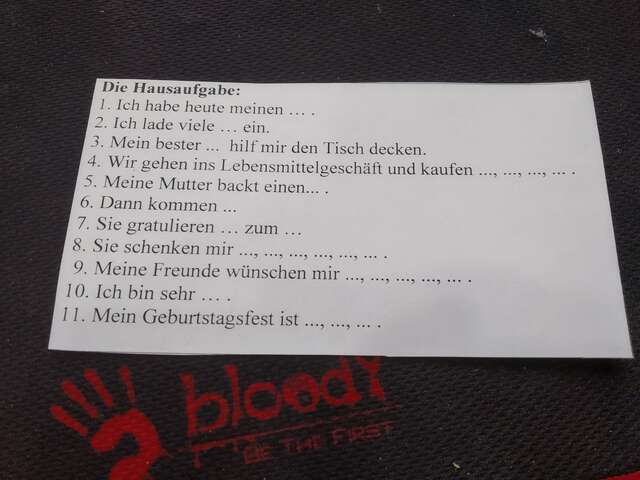 Die Hausaufgabe:
1. Ich habe heute meinen ... .
2. Ich lade viele ... ein.
3. Mein bester ... hilf mir den Tisch decken.
4. Wir gehen ins Lebensmittelgeschäft und kaufen ..., ..., ..., ... .
5. Meine Mutter backt einen... .
6. Dann kommen ...
7. Sie gratulieren ... zum ...
8. Sie schenken mir ..., ..., ..., ..., ..., ... .
9. Meine Freunde wünschen mir ..., ..., ..., ..., ... .
10. Ich bin sehr ... .
11. Mein Geburtstagsfest ist ..., ..., ... .
bloody
BE THE FIRST